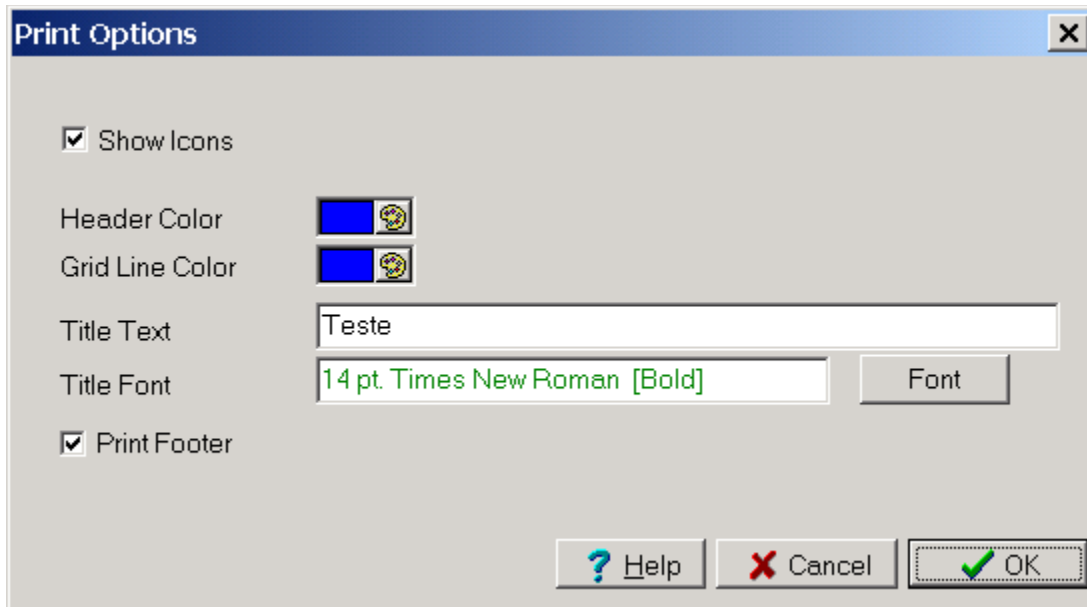 Print Options
Show Icons
Header Color
Grid Line Color
Title Text Teste
Title Font 14 pt. Times New Roman [Bold] Font
Print Footer
? Help Cancel OK